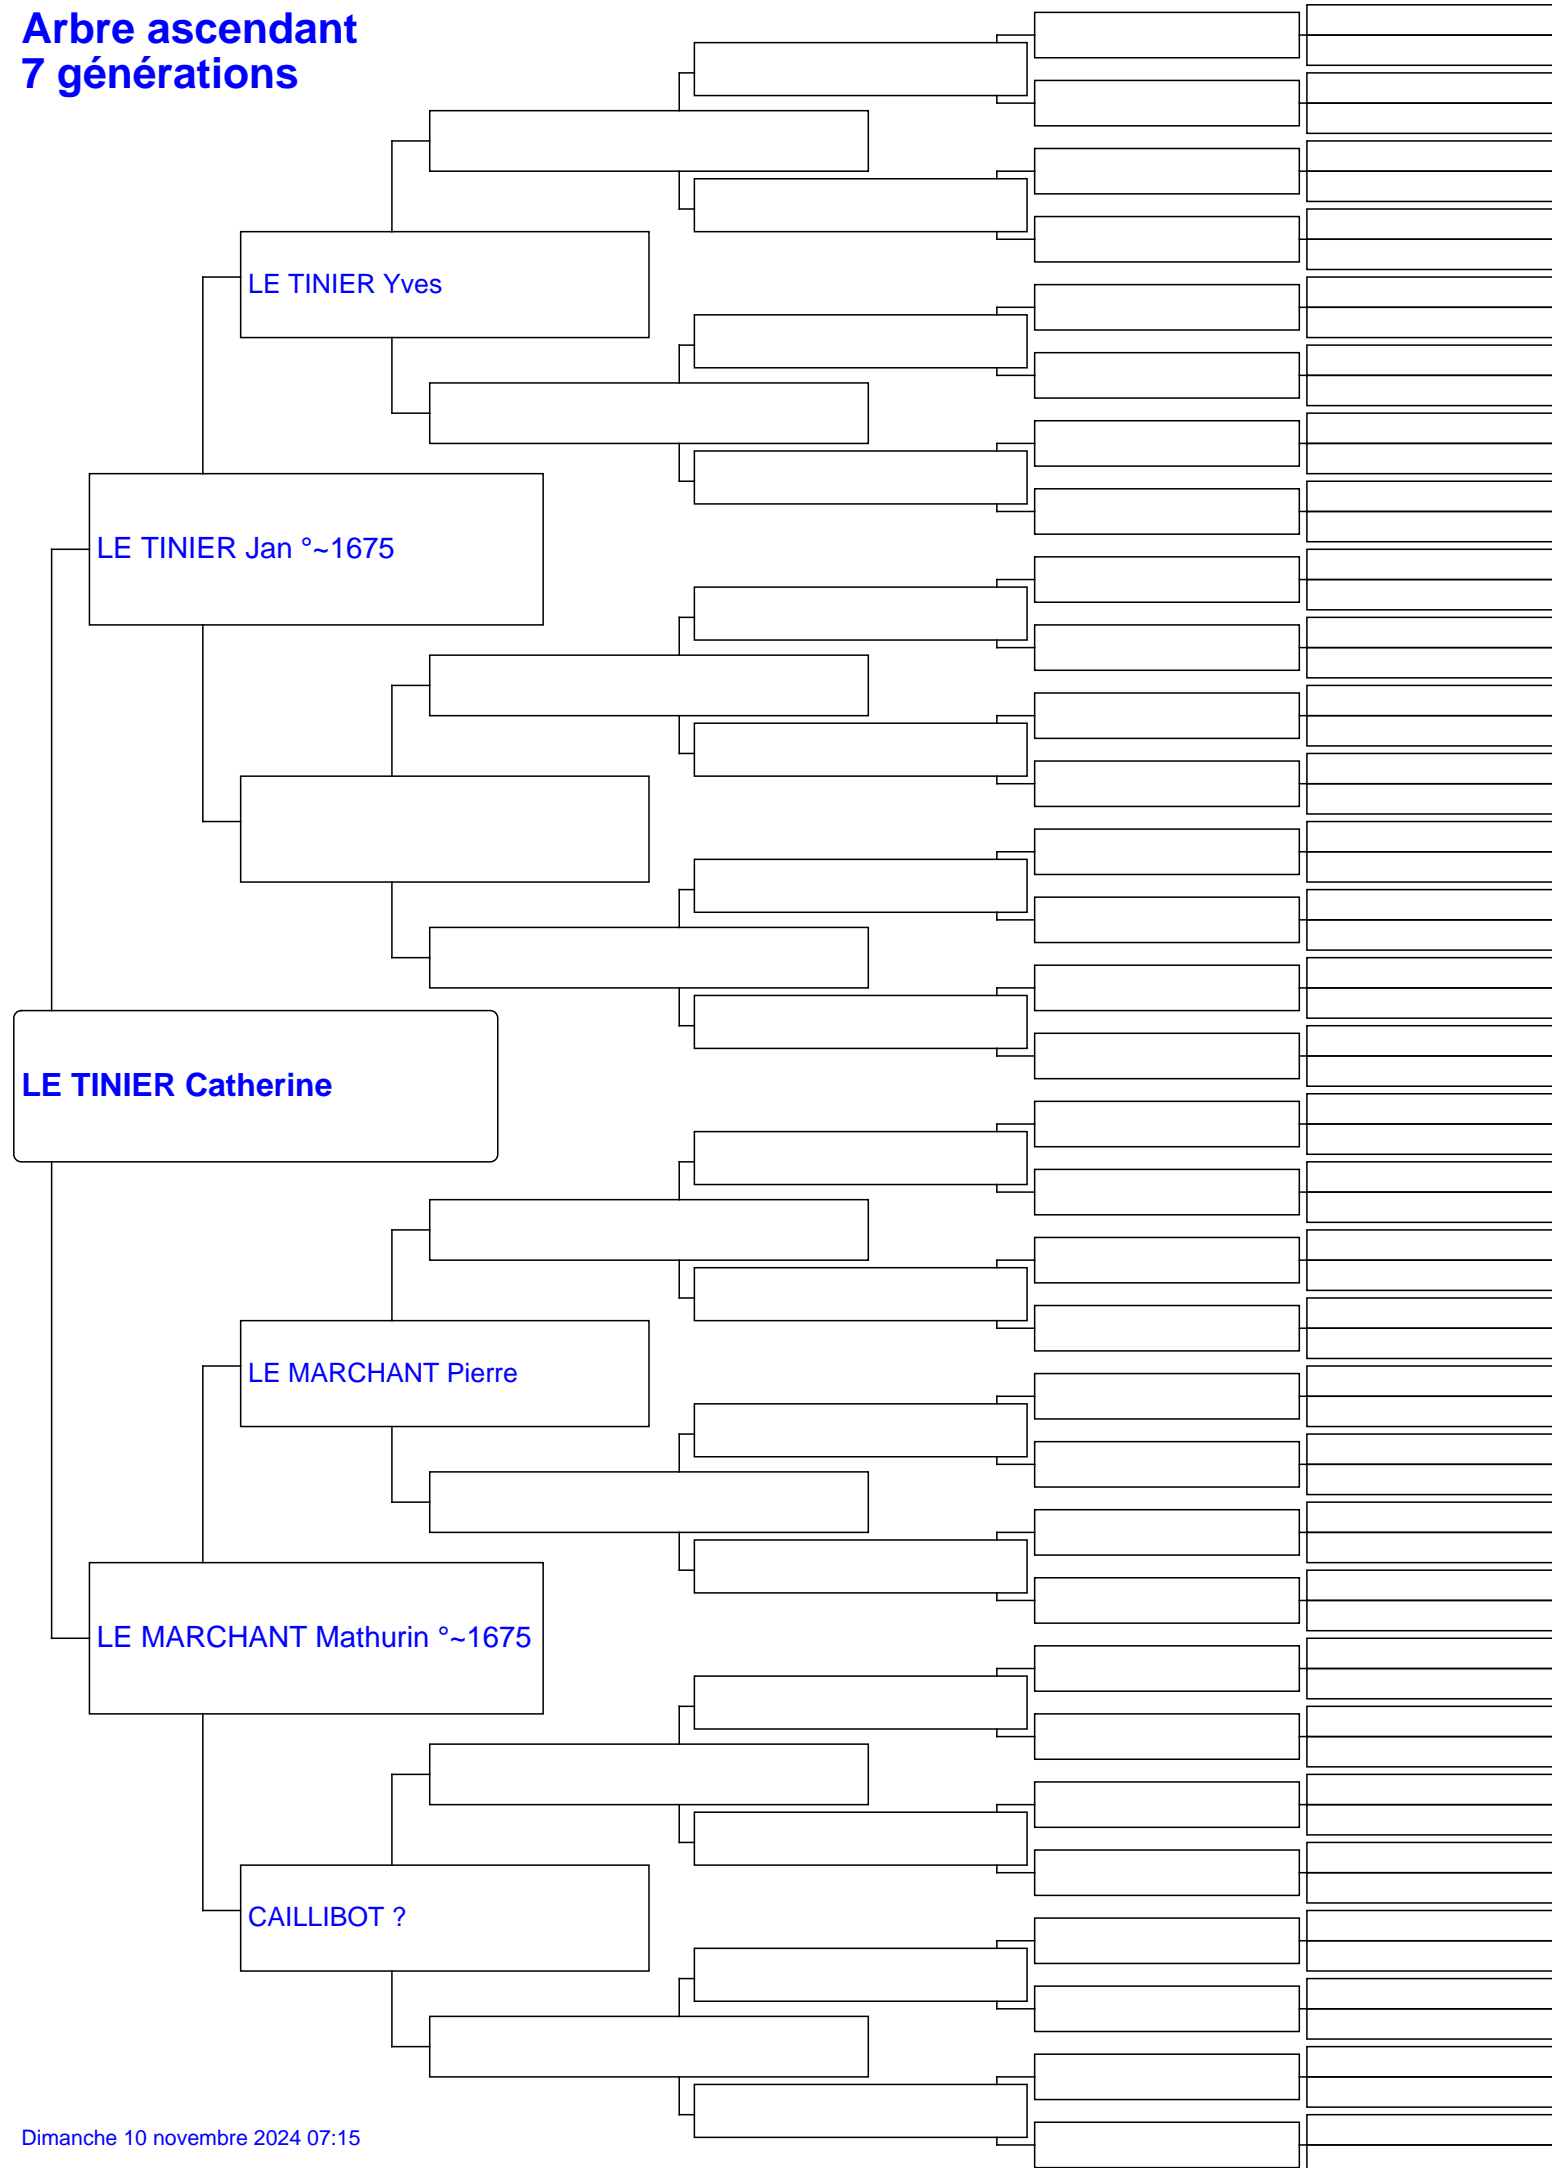 Arbre ascendant
7 générations
LE TINIER Yves
LE TINIER Jan °~1675
LE TINIER Catherine
LE MARCHANT Pierre
LE MARCHANT Mathurin °~1675
CAILLIBOT ?
Dimanche 10 novembre 2024 07:15